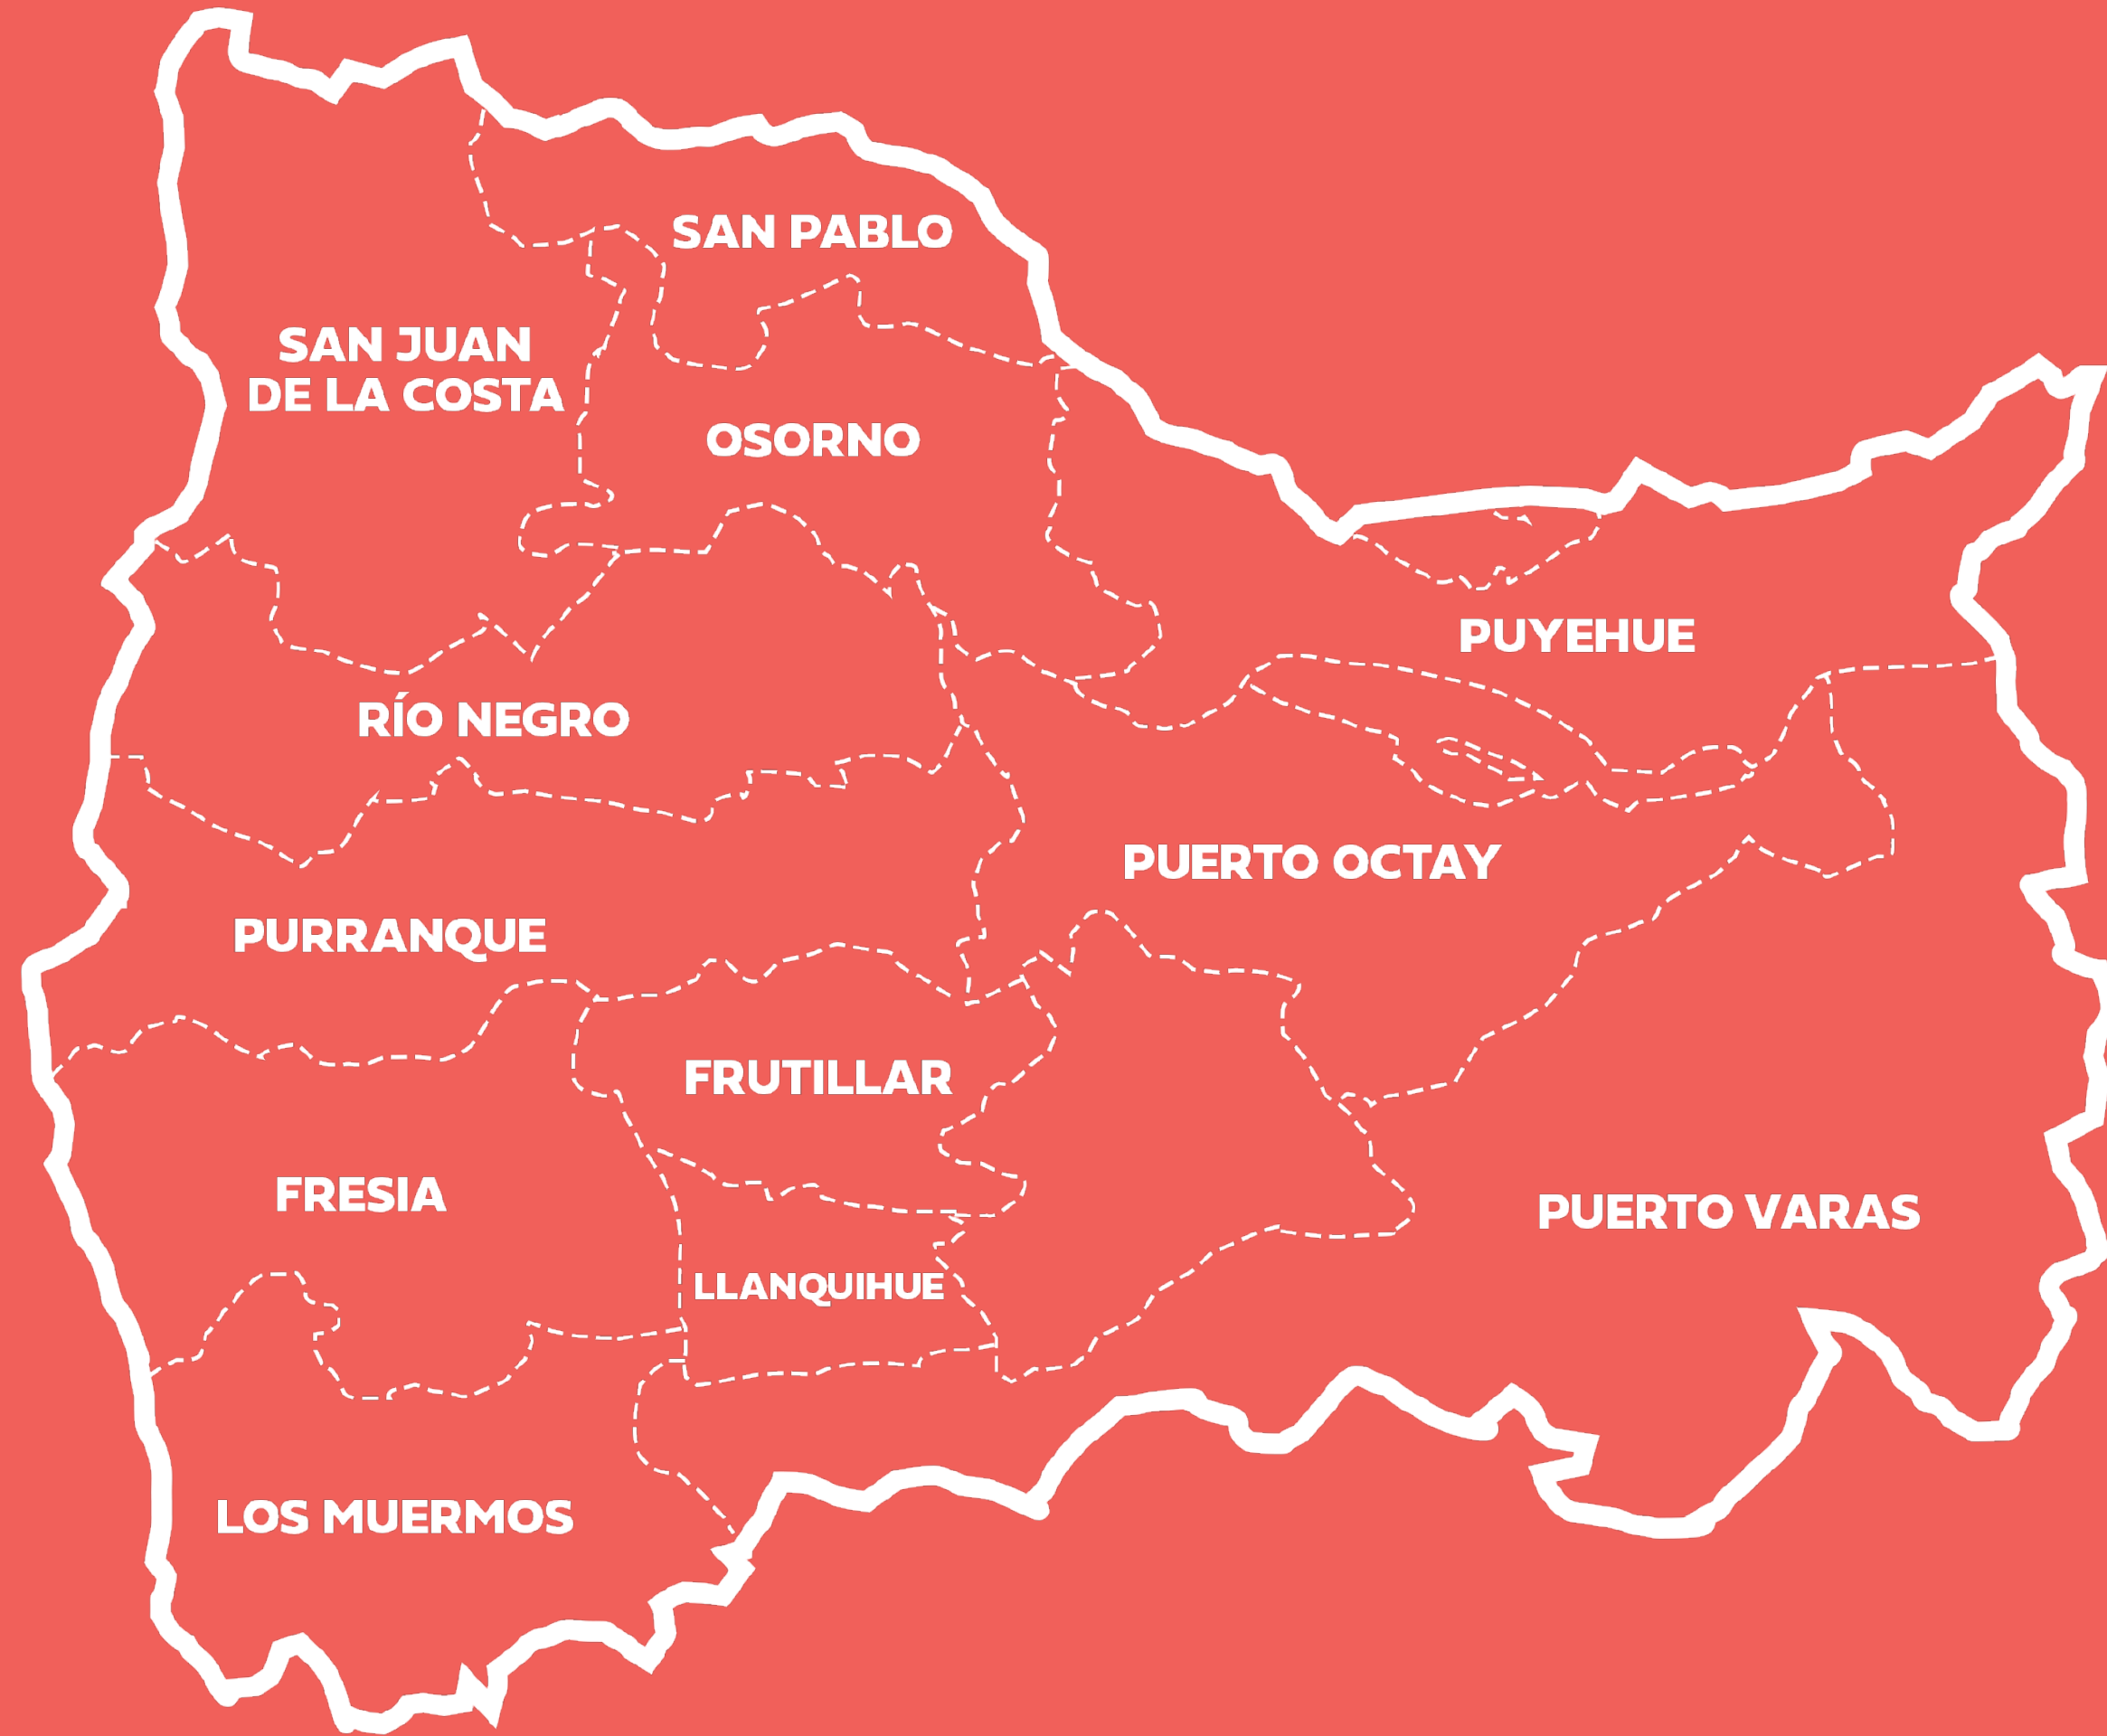 SAN PABLO
SAN JUAN
DE LA COSTA
OSORNO
PUYEHUE
RÍO NEGRO
PUERTO OCTAY
PURRANQUE
FRUTILLAR
FRESIA
PUERTO VARAS
LLANQUIHUE
LOS MUERMOS